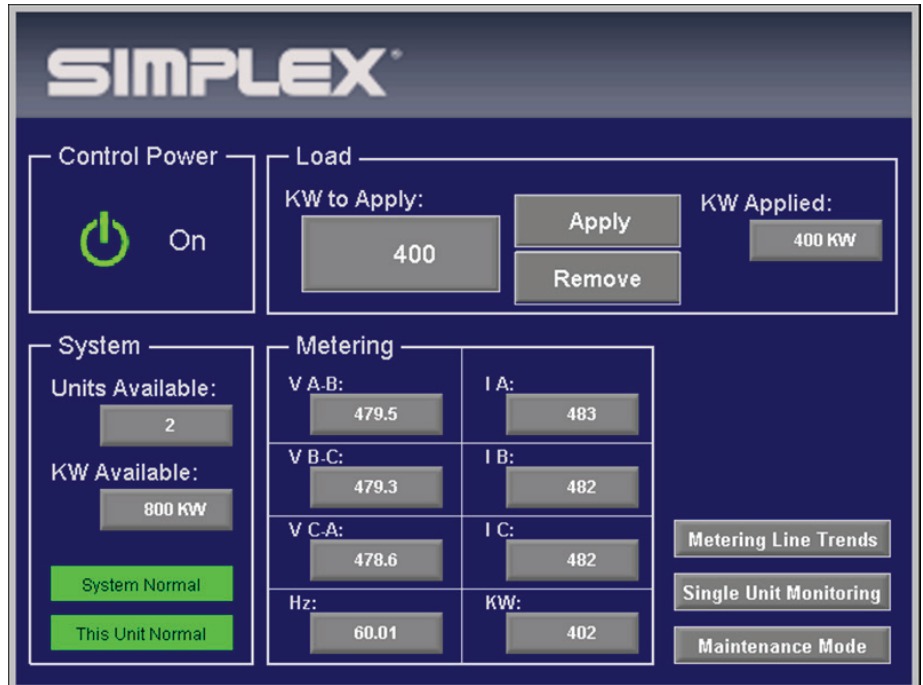 SIMPLEX®
Control Power
On
Load
KW to Apply:
400
Apply
Remove
KW Applied:
400 KW
System
Units Available:
2
KW Available:
800 KW
System Normal
This Unit Normal
Metering
V A-B:
479.5
I A:
483
V B-C:
479.3
I B:
482
V C-A:
478.6
I C:
482
Hz:
60.01
KW:
402
Metering Line Trends
Single Unit Monitoring
Maintenance Mode